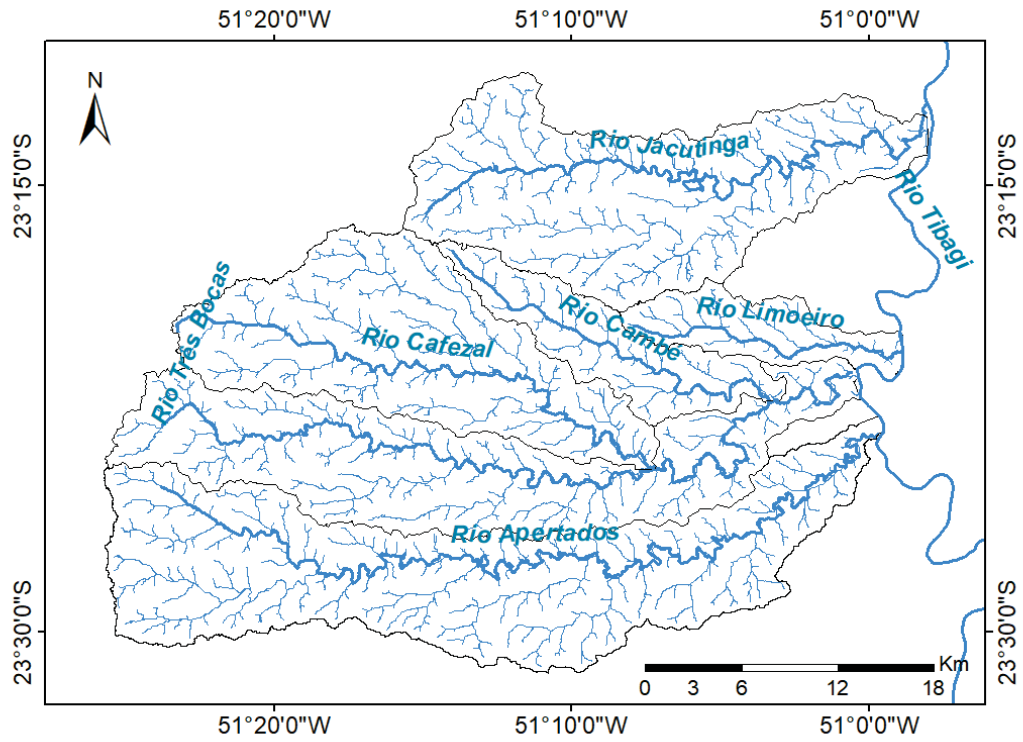 51°20'0"W 51°10'0"W 51°0'0"W
N
23°15'0"S
23°15'0"S
Rio Jacutinga
Rio Tibagi
Rio Três Bocas
Rio Cafezal
Rio Cambé
Rio Limoeiro
Rio Apertados
23°30'0"S
23°30'0"S
Km
0 3 6 12 18
51°20'0"W 51°10'0"W 51°0'0"W